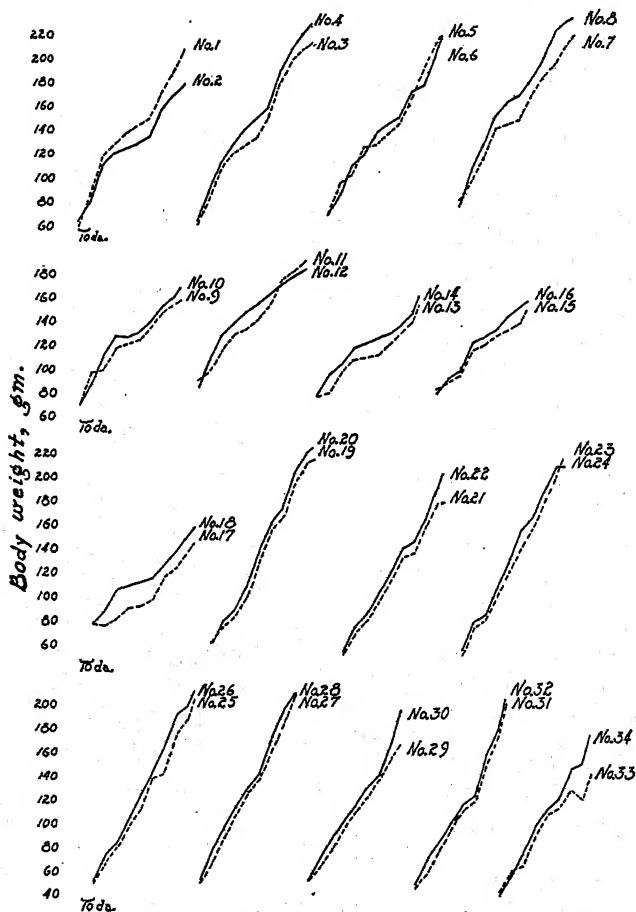 220
200
180
160
140
120
100
80
60
No.1
No.2
No.4
No.3
No.5
No.6
No.8
No.7
10 da.
180
160
140
120
100
80
60
No.10
No.9
No.11
No.12
No.14
No.13
No.16
No.15
10 da.
Body weight, gm.
220
200
180
160
140
120
100
80
60
No.18
No.17
No.20
No.19
No.22
No.21
No.23
No.24
10 da.
200
180
160
140
120
100
80
60
40
No.26
No.25
No.28
No.27
No.30
No.29
No.32
No.31
No.34
No.33
10 da.